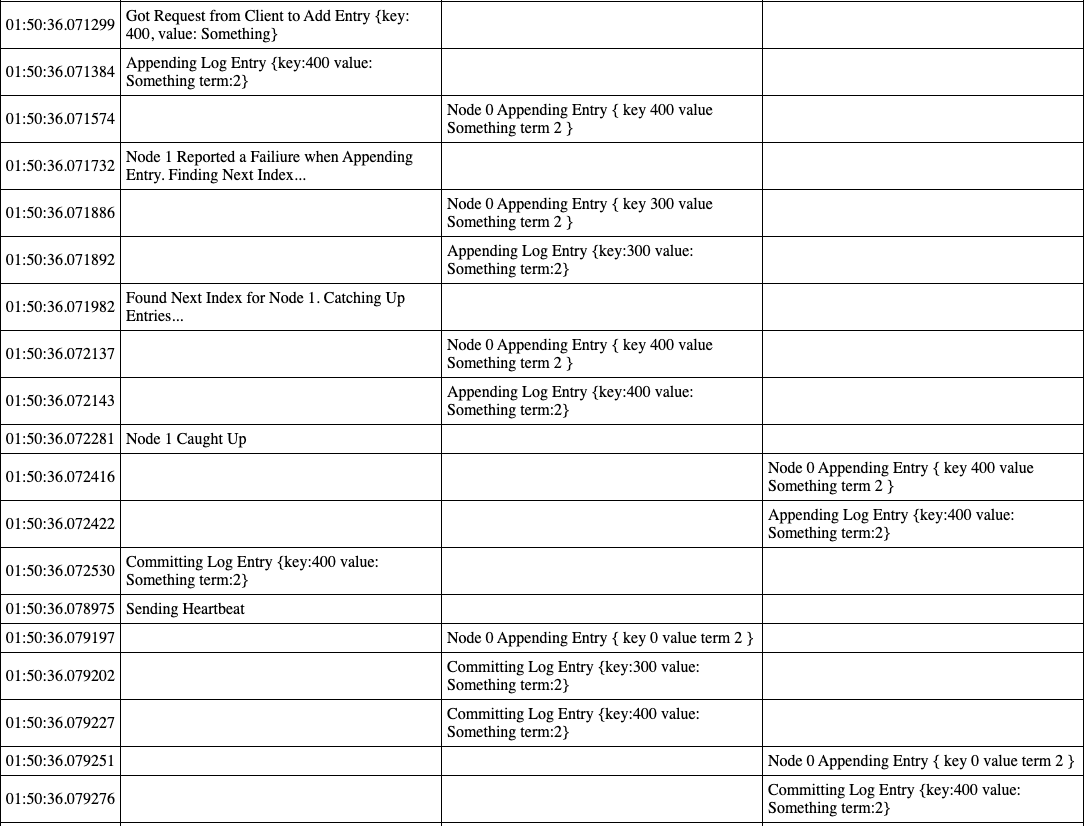 01:50:36.071299 Got Request from Client to Add Entry {key:
400, value: Something}
01:50:36.071384 Appending Log Entry {key:400 value:
Something term:2}
01:50:36.071574 Node 0 Appending Entry { key 400 value
Something term 2 }
01:50:36.071732 Node 1 Reported a Failiure when Appending
Entry. Finding Next Index...
01:50:36.071886 Node 0 Appending Entry { key 300 value
Something term 2 }
01:50:36.071892 Appending Log Entry {key:300 value:
Something term:2}
01:50:36.071982 Found Next Index for Node 1. Catching Up
Entries...
01:50:36.072137 Node 0 Appending Entry { key 400 value
Something term 2 }
01:50:36.072143 Appending Log Entry {key:400 value:
Something term:2}
01:50:36.072281 Node 1 Caught Up
01:50:36.072416 Node 0 Appending Entry { key 400 value
Something term 2 }
01:50:36.072422 Appending Log Entry {key:400 value:
Something term:2}
01:50:36.072530 Committing Log Entry {key:400 value:
Something term:2}
01:50:36.078975 Sending Heartbeat
01:50:36.079197 Node 0 Appending Entry { key 0 value term 2 }
01:50:36.079202 Committing Log Entry {key:300 value:
Something term:2}
01:50:36.079227 Committing Log Entry {key:400 value:
Something term:2}
01:50:36.079251 Node 0 Appending Entry { key 0 value term 2 }
01:50:36.079276 Committing Log Entry {key:400 value:
Something term:2}